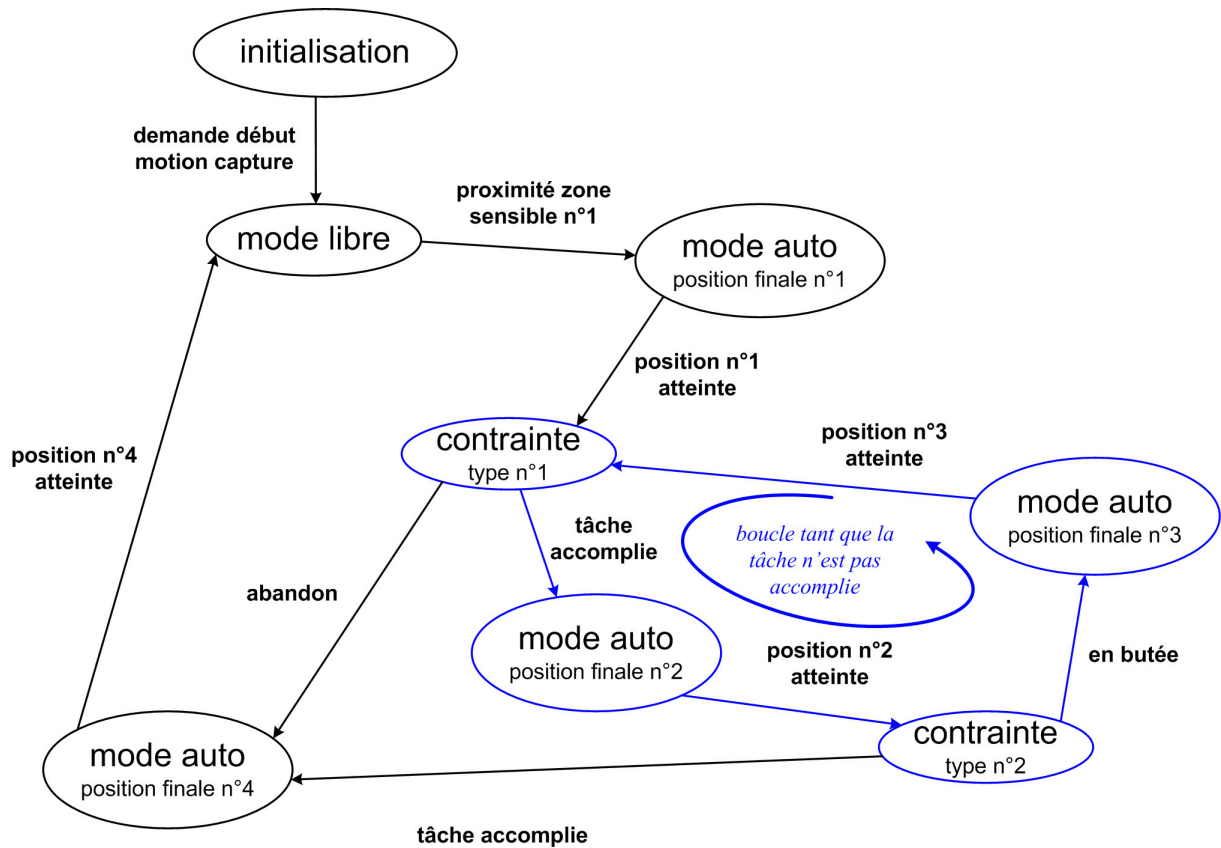 initialisation
demande début
motion capture
proximité zone
sensible n°1
mode libre
mode auto
position finale n°1
position n°1
atteinte
contrainte
type n°1
position n°3
atteinte
position n°4
atteinte
mode auto
position finale n°3
tâche
accomplie
boucle tant que la
tâche n'est pas
accomplie
abandon
mode auto
position finale n°2
position n°2
atteinte
en butée
contrainte
type n°2
mode auto
position finale n°4
tâche accomplie